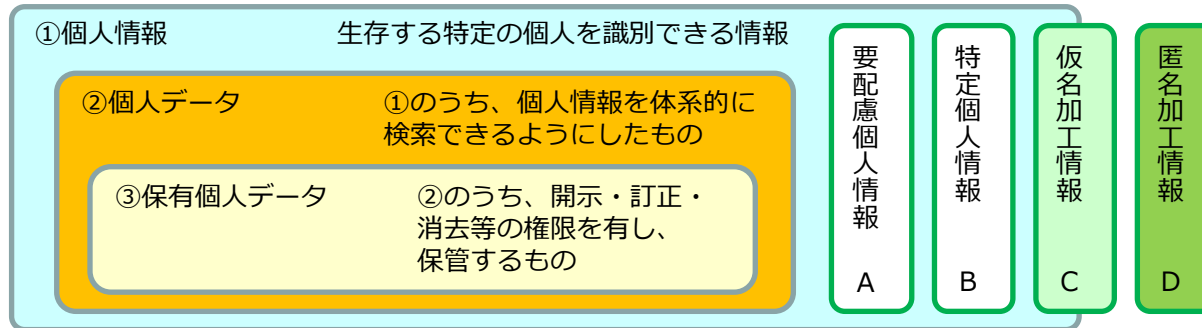 ①個人情報 生存する特定の個人を識別できる情報
②個人データ ①のうち、個人情報を体系的に
検索できるようにしたもの
③保有個人データ ②のうち、開示・訂正・
消去等の権限を有し、
保管するもの
要配慮個人情報 A
特定個人情報 B
仮名加工情報 C
匿名加工情報 D